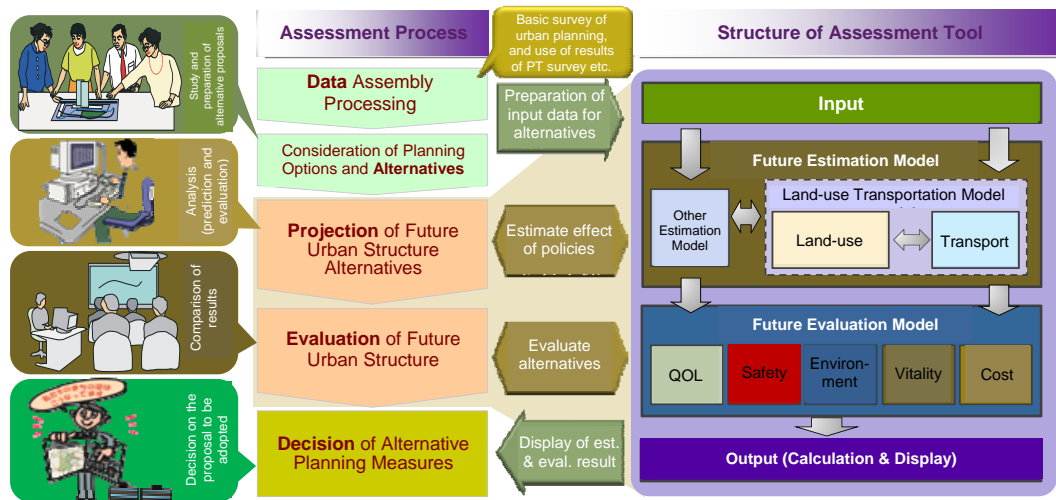 Study and
preparation of
alternative proposals
Analysis
(prediction and
evaluation)
Comparison of
results
Decision on the
proposal to be
adopted
Assessment Process
Basic survey of
urban planning,
and use of results
of PT survey etc.
Data Assembly
Processing
Consideration of Planning
Options and Alternatives
Projection of Future
Urban Structure
Alternatives
Evaluation of Future
Urban Structure
Decision of Alternative
Planning Measures
Preparation of
input data for
alternatives
Estimate effect
of policies
Evaluate
alternatives
Display of est.
& eval. result
Structure of Assessment Tool
Input
Future Estimation Model
Other
Estimation
Model
Land-use Transportation Model
Land-use
Transport
Future Evaluation Model
QOL
Safety
Environ-
ment
Vitality
Cost
Output (Calculation & Display)